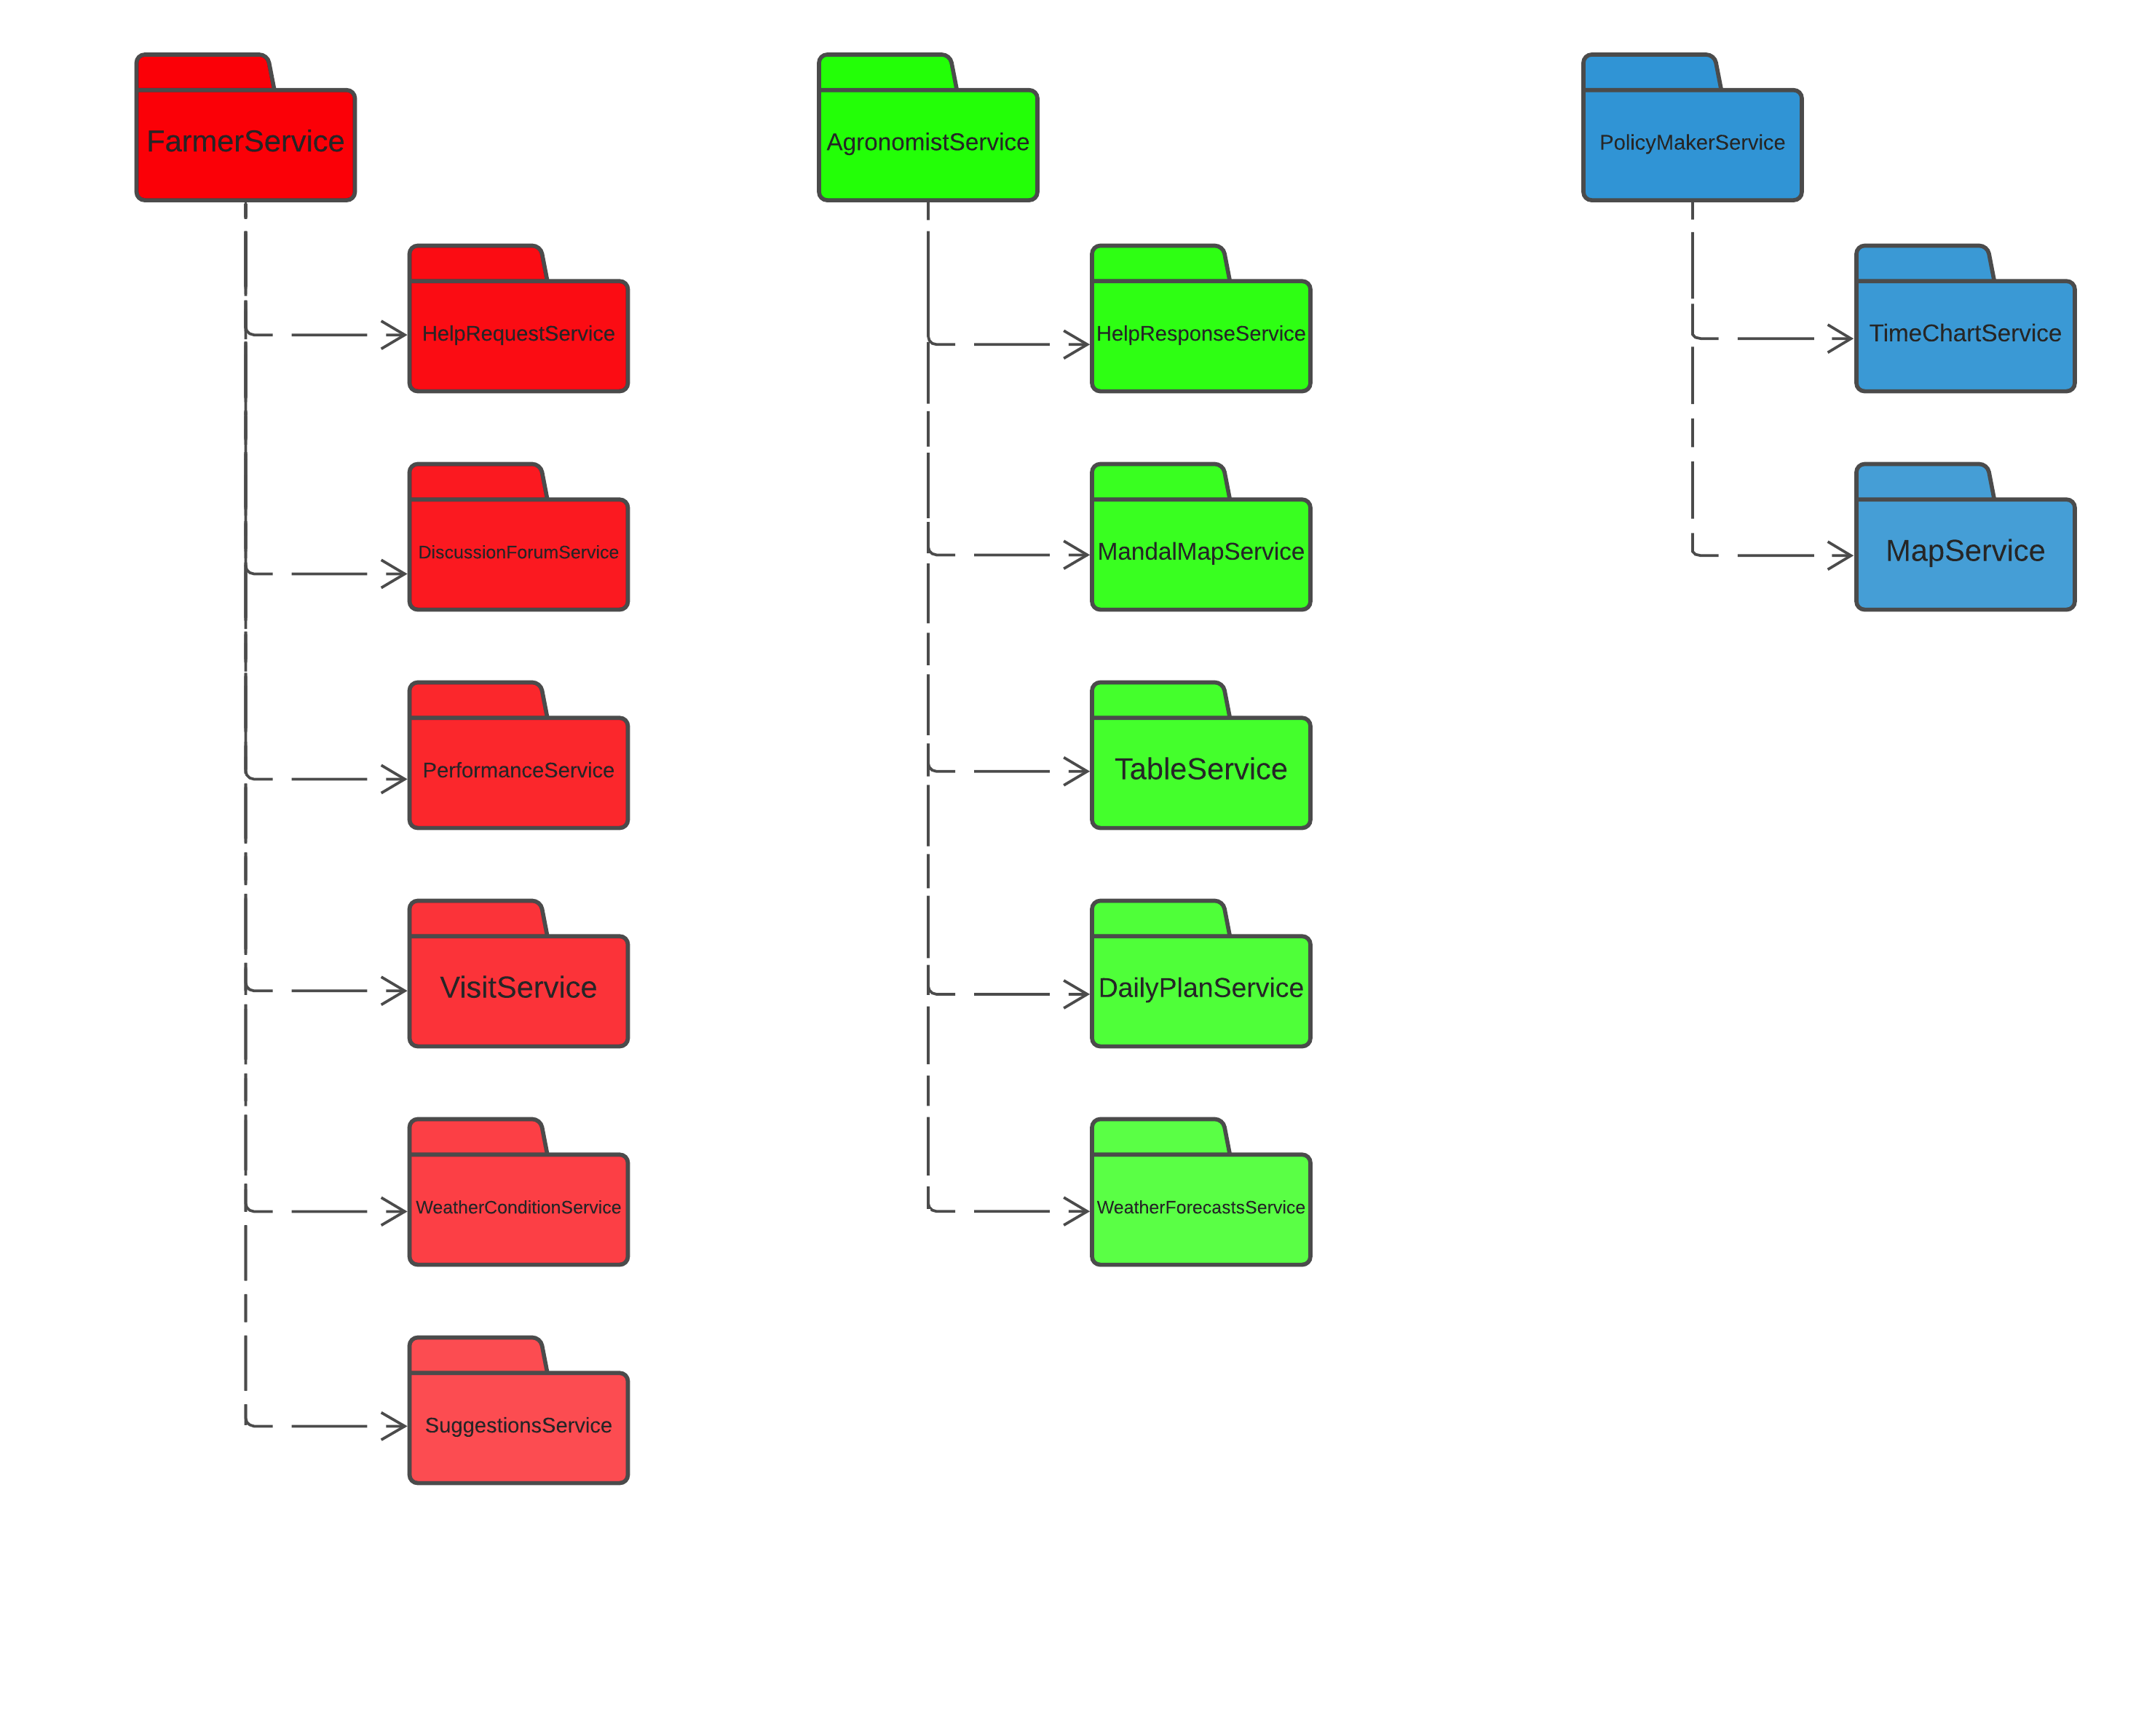 FarmerService
HelpRequestService
DiscussionForumService
PerformanceService
VisitService
WeatherConditionService
SuggestionsService
AgronomistService
HelpResponseService
MandalMapService
TableService
DailyPlanService
WeatherForecastsService
PolicyMakerService
TimeChartService
MapService